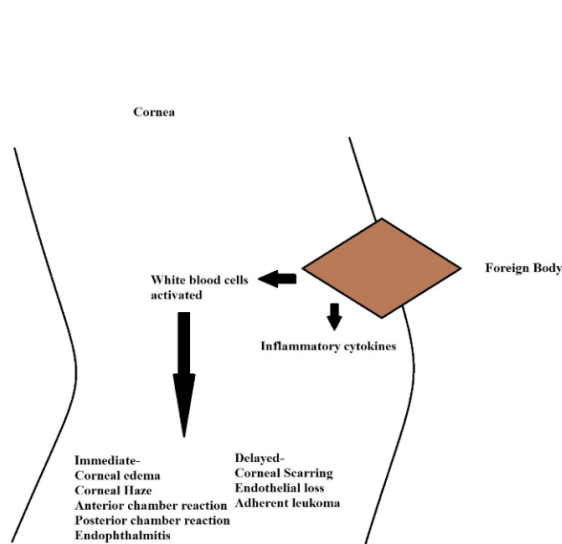 Cornea
Foreign Body
White blood cells
activated
Inflammatory cytokines
Immediate-
Corneal edema
Corneal Haze
Anterior chamber reaction
Posterior chamber reaction
Endophthalmitis
Delayed-
Corneal Scarring
Endothelial loss
Adherent leukoma